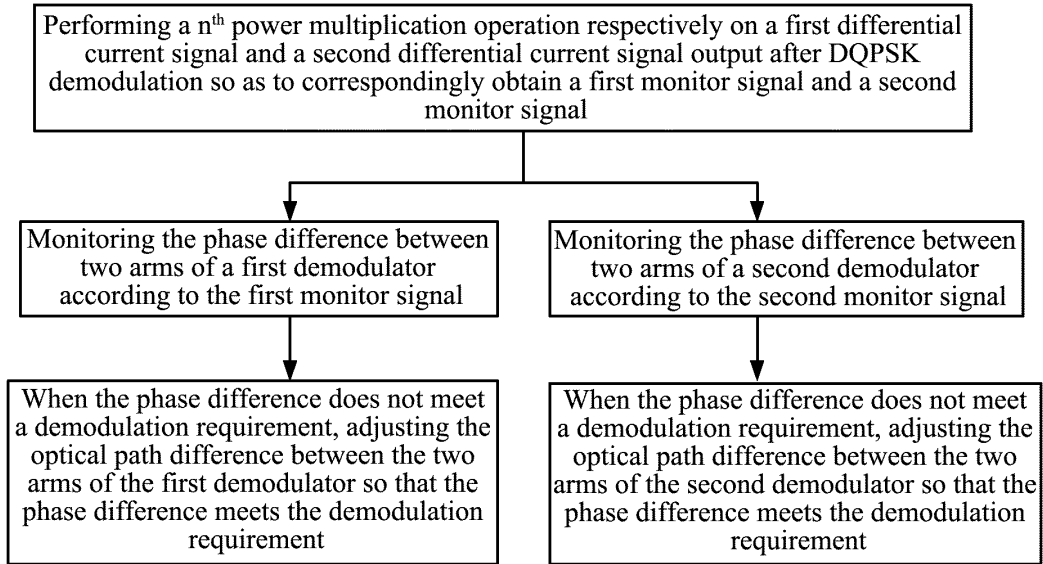 Performing a nth power multiplication operation respectively on a first differential
current signal and a second differential current signal output after DQPSK
demodulation so as to correspondingly obtain a first monitor signal and a second
monitor signal
Monitoring the phase difference between
two arms of a first demodulator
according to the first monitor signal
Monitoring the phase difference between
two arms of a second demodulator
according to the second monitor signal
When the phase difference does not meet
a demodulation requirement, adjusting the
optical path difference between the two
arms of the first demodulator so that the
phase difference meets the demodulation
requirement
When the phase difference does not meet
a demodulation requirement, adjusting the
optical path difference between the two
arms of the second demodulator so that the
phase difference meets the demodulation
requirement